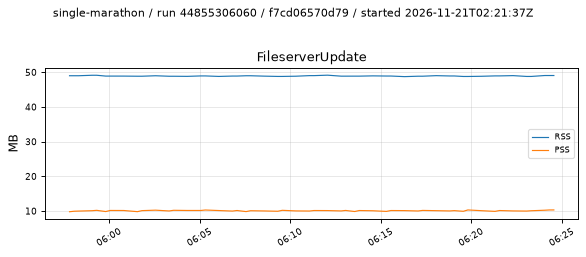 single-marathon / run 44855306060 / f7cd06570d79 / started 2026-11-21T02:21:37Z
FileserverUpdate
MB
50
40
30
20
10
RSS
PSS
06:00
06:05
06:10
06:15
06:20
06:25